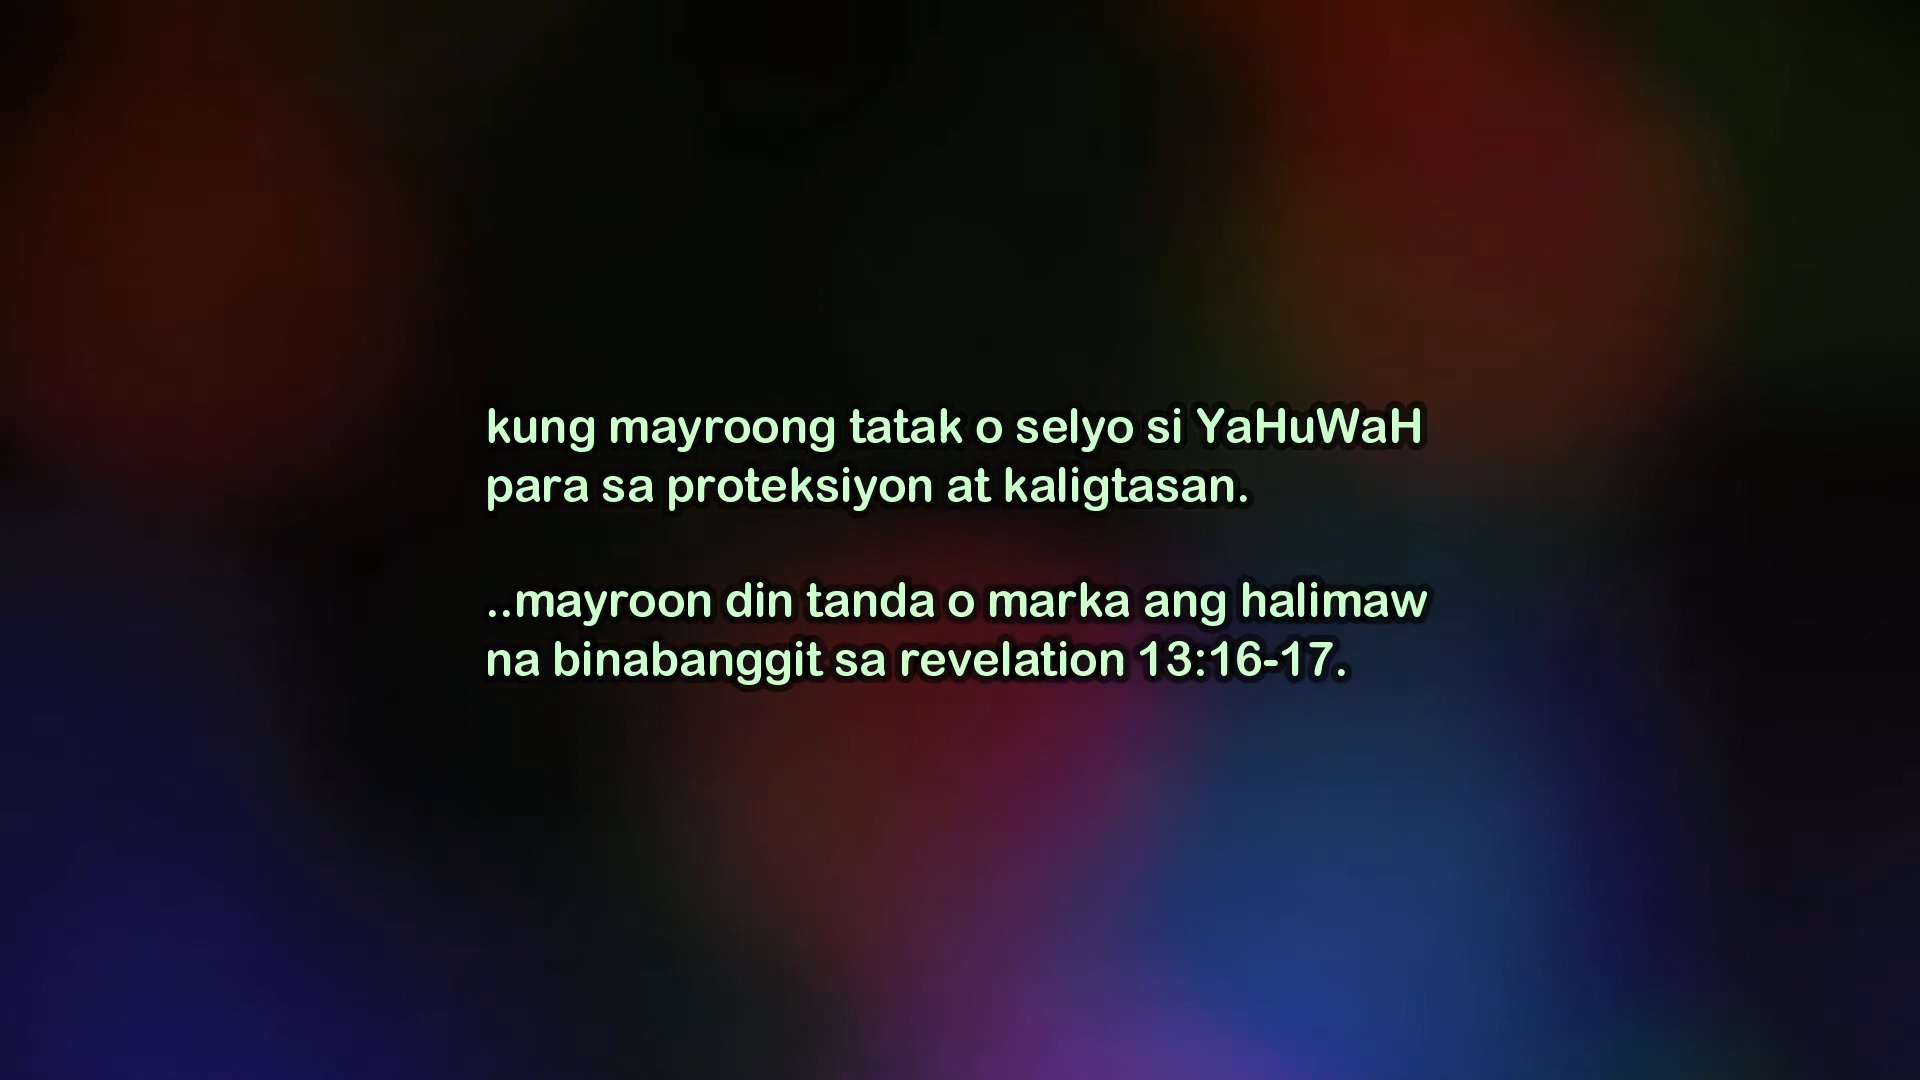 kung mayroong tatak o selyo si YaHuWaH
para sa proteksiyon at kaligtasan.
..mayroon din tanda o marka ang halimaw
na binabanggit sa revelation 13:16-17.